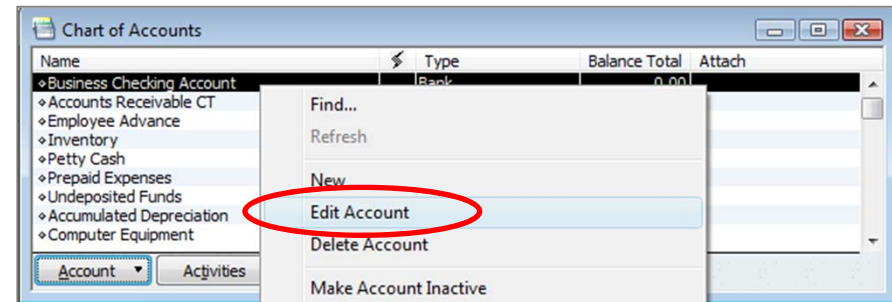 Chart of Accounts
Name Type Balance Total Attach
Business Checking Account Bank 0.00
Accounts Receivable CT
Employee Advance
Inventory
Petty Cash
Prepaid Expenses
Undeposited Funds
Accumulated Depreciation
Computer Equipment
Account Activities
Find...
Refresh
New
Edit Account
Delete Account
Make Account Inactive